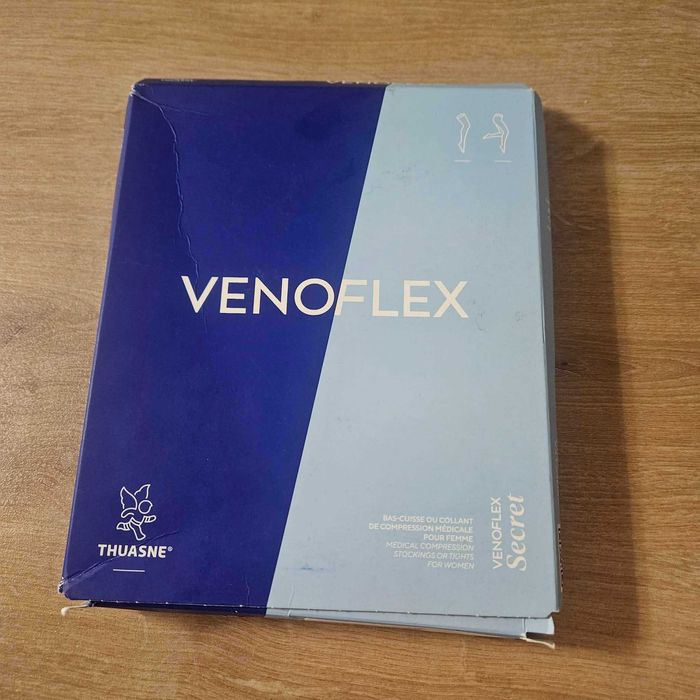 VENOFLEX
THUASNE®
BAS-CUISSE OU COLLANT
DE COMPRESSION MÉDICALE
POUR FEMME
MEDICAL COMPRESSION
STOCKINGS OR TIGHTS
FOR WOMEN
VENOFLEX
Secret